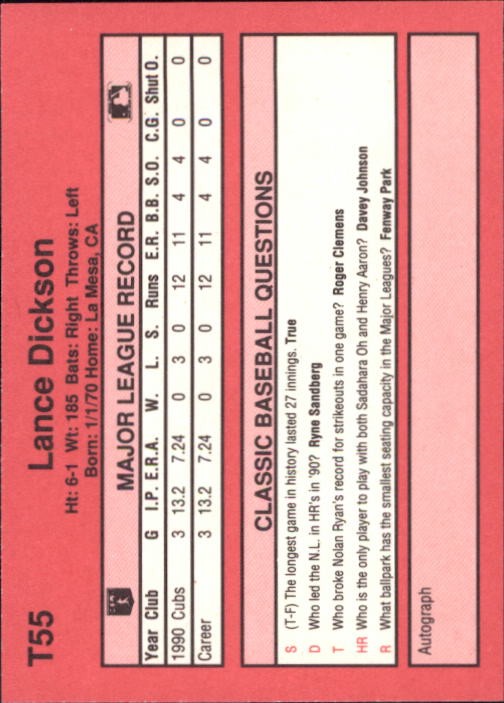 T55 Lance Dickson
Ht: 6-1 Wt: 185 Bats: Right Throws: Left
Born: 1/1/70 Home: La Mesa, CA
MAJOR LEAGUE RECORD
Year Club G I.P. E.R.A. W. L. S. Runs E.R. B.B. S.O. C.G. Shut O.
1990 Cubs 3 13.2 7.24 0 3 0 12 11 4 4 0 0
Career 3 13.2 7.24 0 3 0 12 11 4 4 0 0
CLASSIC BASEBALL QUESTIONS
S (T-F) The longest game in history lasted 27 innings. True
D Who led the N.L. in HR's in '90? Ryne Sandberg
T Who broke Nolan Ryan's record for strikeouts in one game? Roger Clemens
HR Who is the only player to play with both Sadahara Oh and Henry Aaron? Davey Johnson
R What ballpark has the smallest seating capacity in the Major Leagues? Fenway Park
Autograph